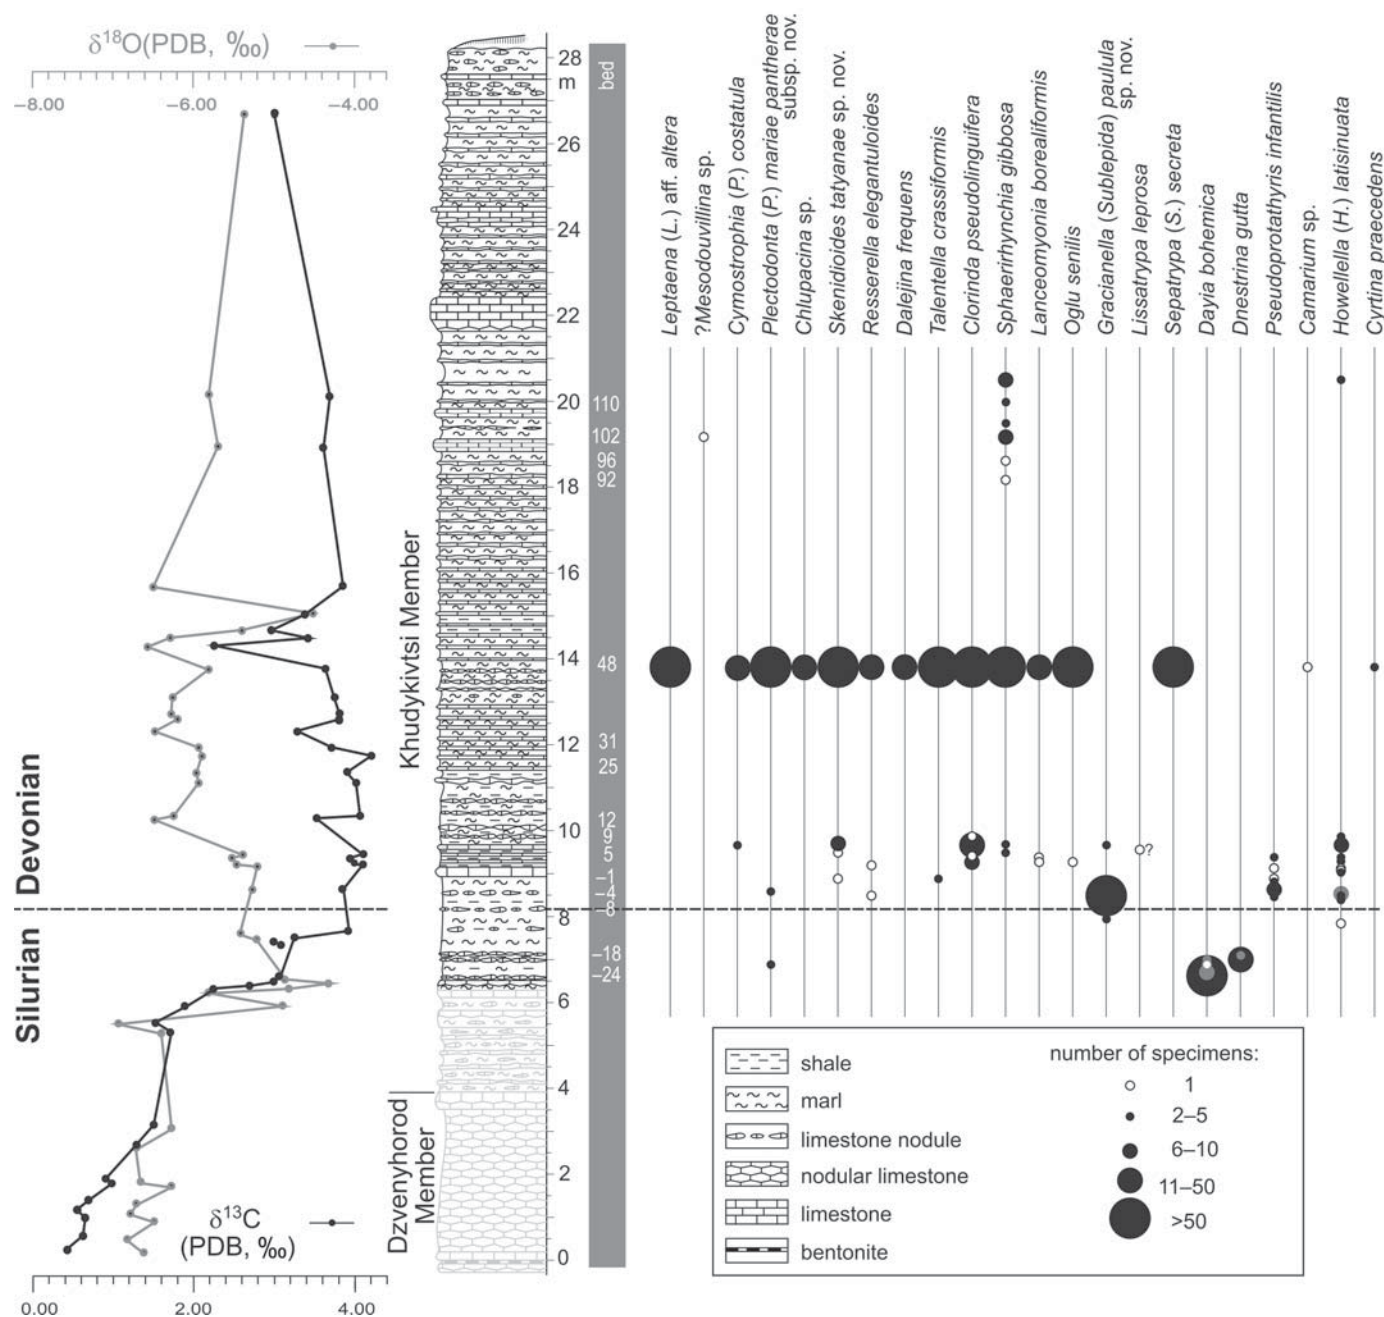 δ18O(PDB, ‰)
−8.00
−6.00
−4.00
28
m
26
24
22
20
18
16
14
12
10
8
6
4
2
0
bed
110
102
96
92
48
31
25
12
9
5
−1
−4
−8
−18
−24
Khudykivtsi Member
Dzvenyhorod
Member
Devonian
Silurian
Leptaena (L.) aff. altera
?Mesodouvillina sp.
Cymostrophia (P.) costatula
Plectodonta (P.) mariae pantherae
subsp. nov.
Chlupacina sp.
Skenidioides tatyanae sp. nov.
Resserella elegantuloides
Dalejina frequens
Talentella crassiformis
Clorinda pseudolinguifera
Sphaerirhynchia gibbosa
Lanceomyonia borealiformis
Oglu senilis
Gracianella (Sublepida) paulula
sp. nov.
Lissatrypa leprosa
Septatrypa (S.) secreta
Dayia bohemica
Dnestrina gutta
Pseudoprotathyris infantilis
Camarium sp.
Howellella (H.) latisinuata
Cyrtina praecedens
?
δ13C
(PDB, ‰)
0.00
2.00
4.00
shale
marl
limestone nodule
nodular limestone
limestone
bentonite
number of specimens:
1
2–5
6–10
11–50
>50